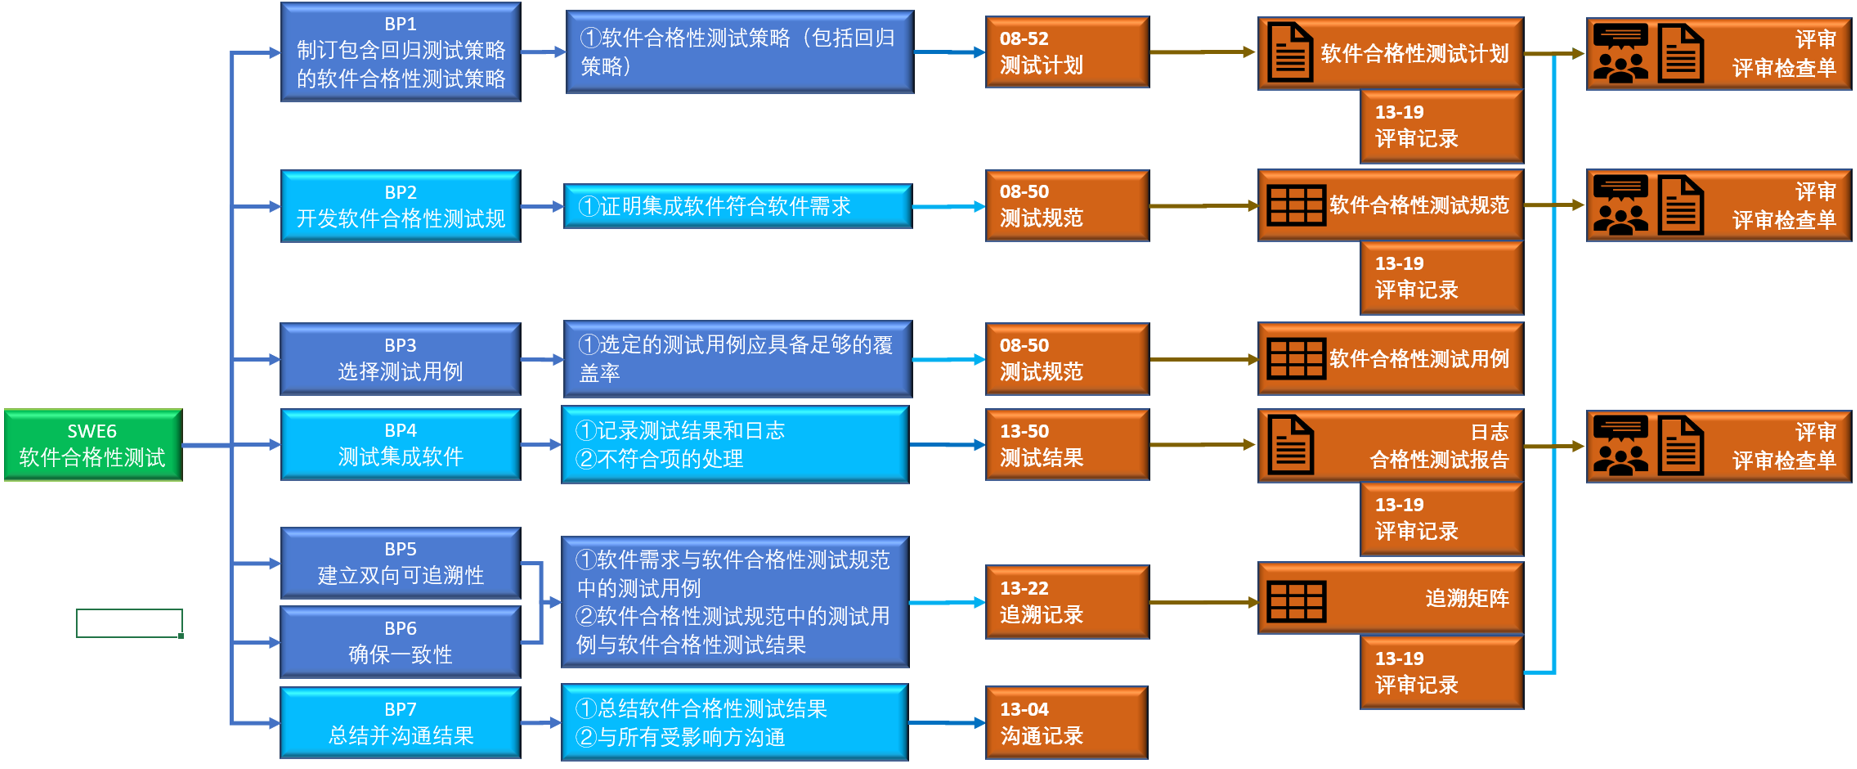 SWE6
软件合格性测试
BP1
制订包含回归测试策略
的软件合格性测试策略
①软件合格性测试策略（包括回归
策略）
08-52
测试计划
软件合格性测试计划
13-19
评审记录
评审
评审检查单
BP2
开发软件合格性测试规
①证明集成软件符合软件需求
08-50
测试规范
软件合格性测试规范
13-19
评审记录
评审
评审检查单
BP3
选择测试用例
①选定的测试用例应具备足够的覆
盖率
08-50
测试规范
软件合格性测试用例
BP4
测试集成软件
①记录测试结果和日志
②不符合项的处理
13-50
测试结果
日志
合格性测试报告
13-19
评审记录
评审
评审检查单
BP5
建立双向可追溯性
BP6
确保一致性
①软件需求与软件合格性测试规范
中的测试用例
②软件合格性测试规范中的测试用
例与软件合格性测试结果
13-22
追溯记录
追溯矩阵
13-19
评审记录
BP7
总结并沟通结果
①总结软件合格性测试结果
②与所有受影响方沟通
13-04
沟通记录